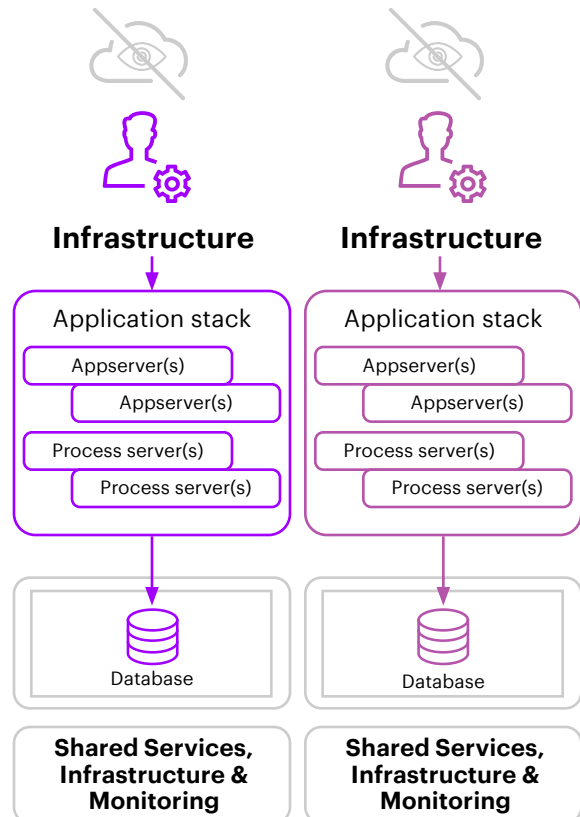 Infrastructure
Application stack
Appserver(s)
Appserver(s)
Process server(s)
Process server(s)
Database
Shared Services,
Infrastructure &
Monitoring
Infrastructure
Application stack
Appserver(s)
Appserver(s)
Process server(s)
Process server(s)
Database
Shared Services,
Infrastructure &
Monitoring